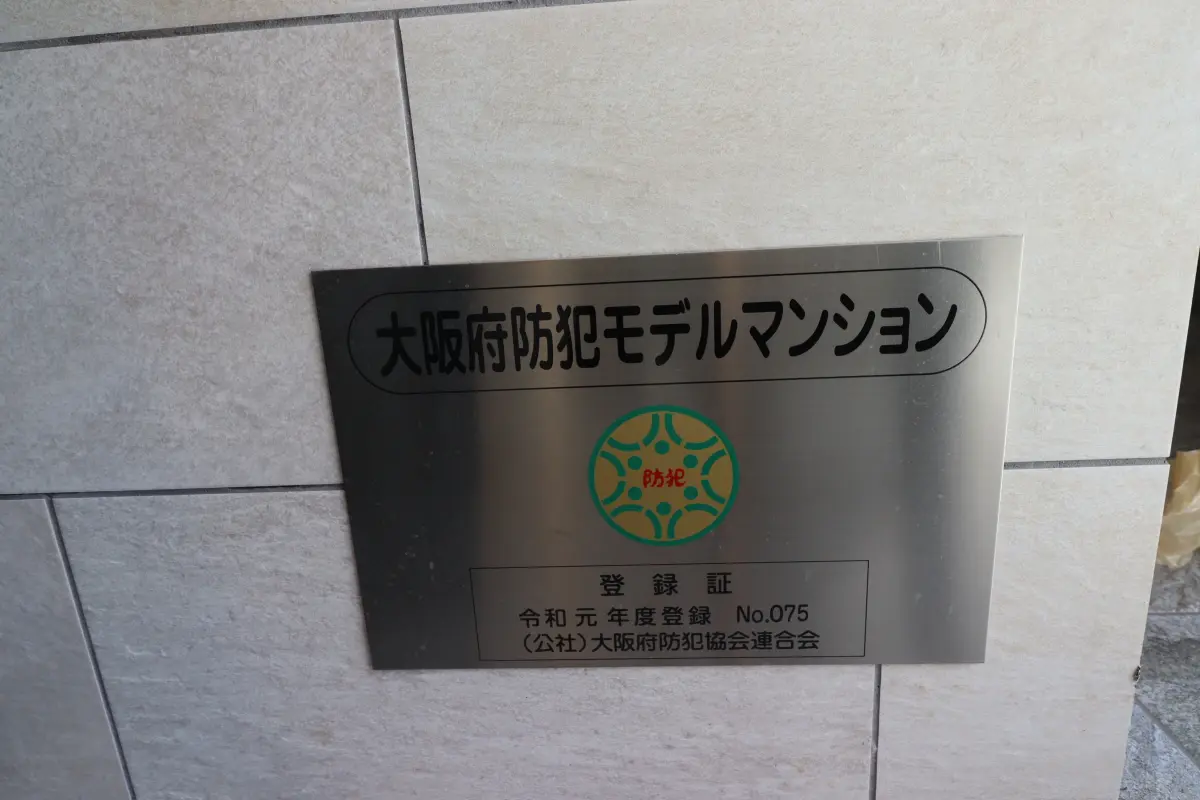 大阪府防犯モデルマンション
防犯
登録証
令和元年度登録 No.075
(公社)大阪府防犯協会連合会